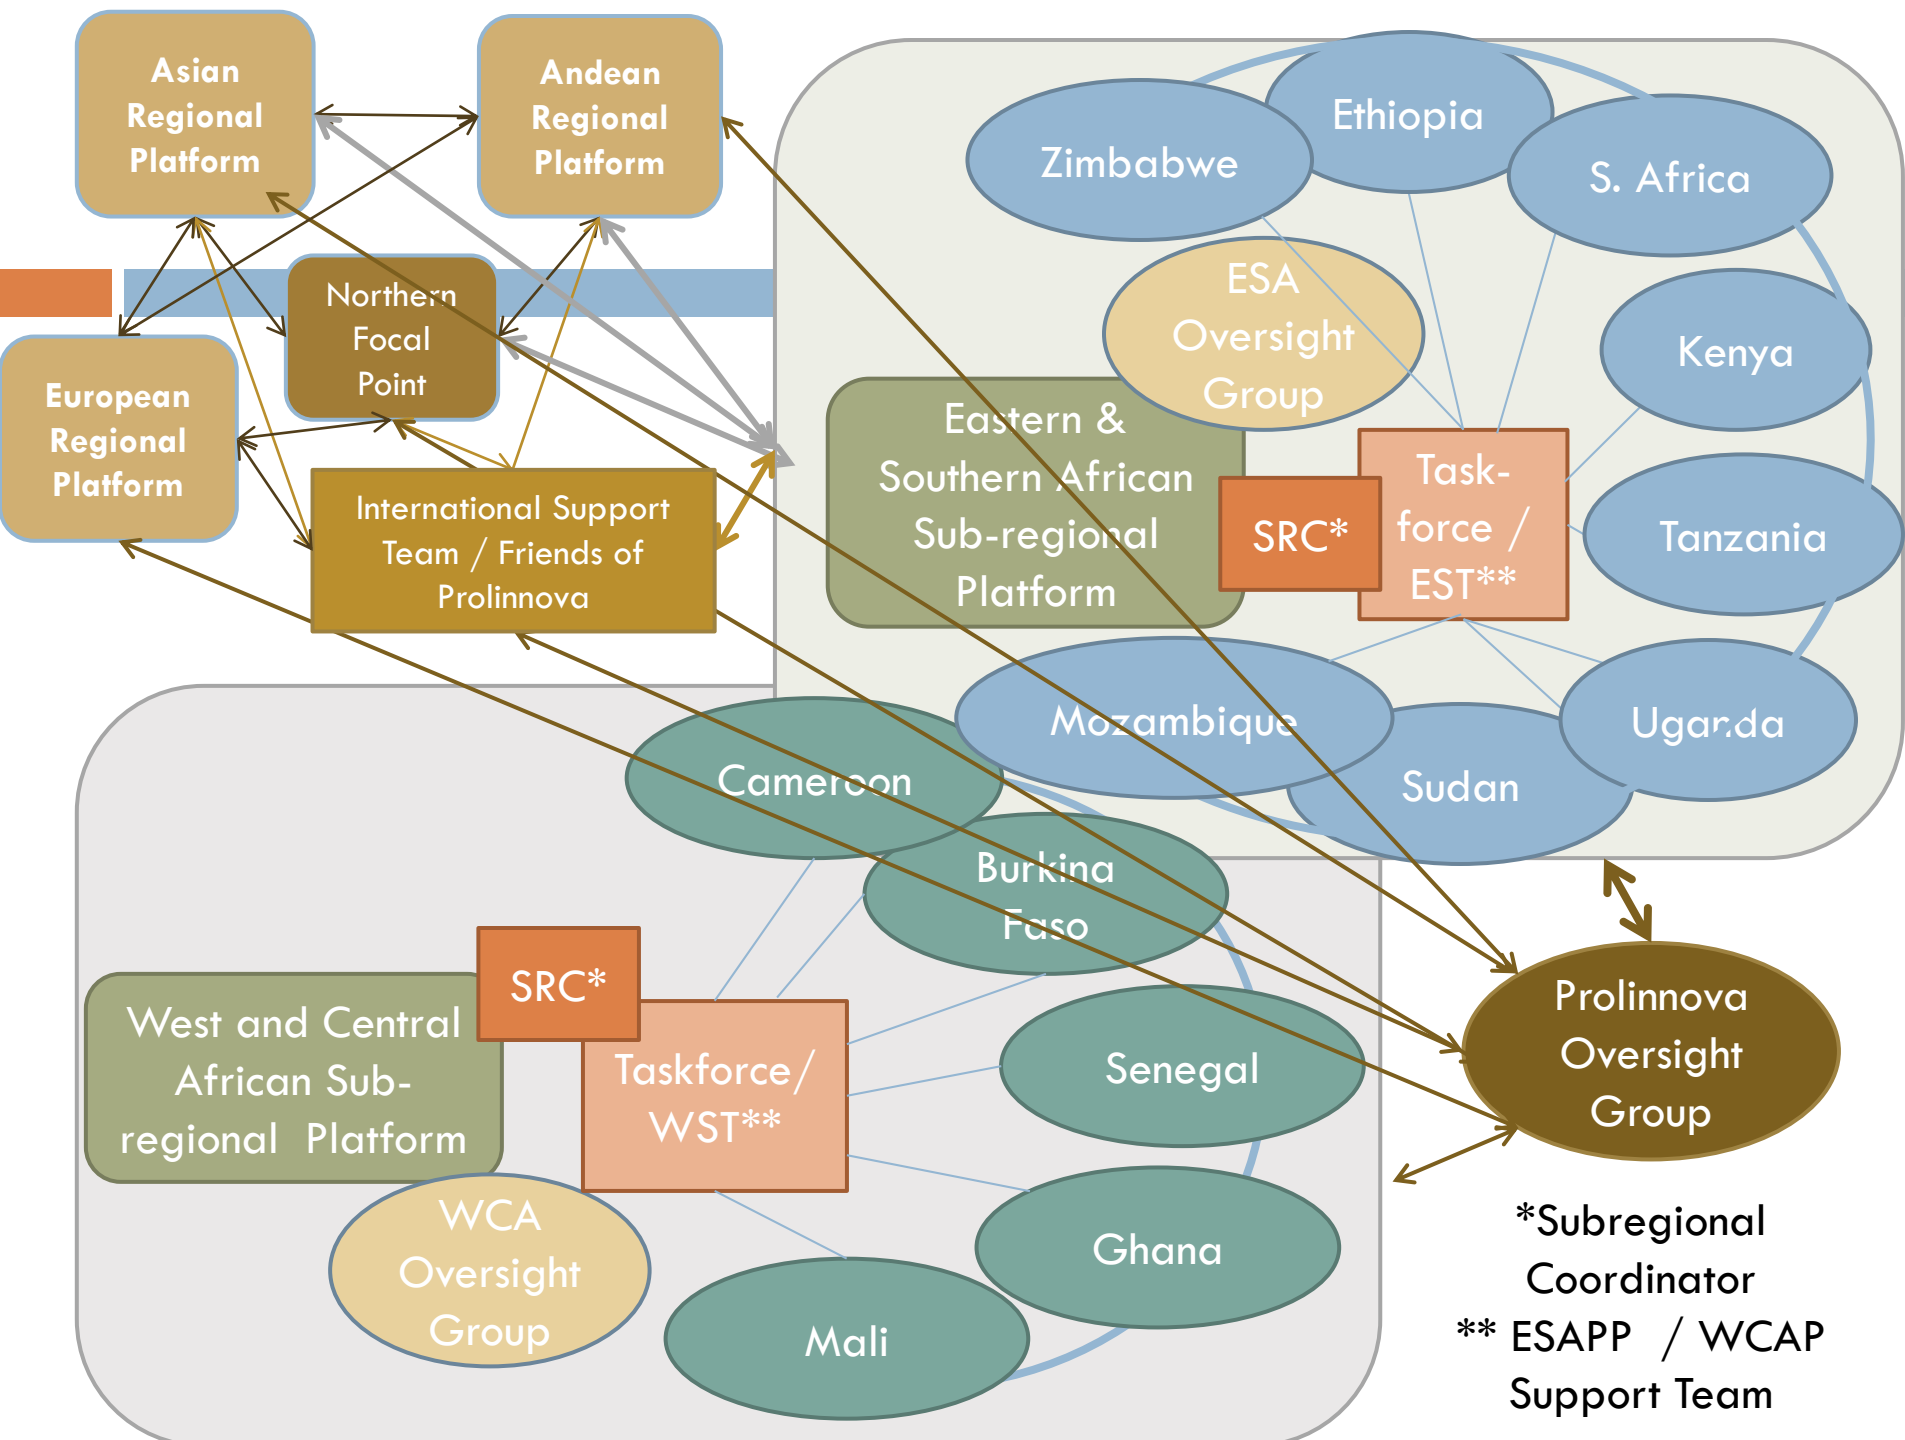 Asian
Regional
Platform
Andean
Regional
Platform
Northern
Focal
Point
European
Regional
Platform
International Support
Team / Friends of
Prolinnova
Zimbabwe
Ethiopia
S. Africa
ESA
Oversight
Group
Kenya
Eastern &
Southern African
Sub-regional
Platform
SRC*
Task-
force /
EST**
Tanzania
Mozambique
Sudan
Uganda
Cameroon
Burkina
Faso
SRC*
West and Central
African Sub-
regional Platform
Taskforce/
WST**
Senegal
WCA
Oversight
Group
Ghana
Mali
Prolinnova
Oversight
Group
*Subregional
Coordinator
** ESAPP / WCAP
Support Team